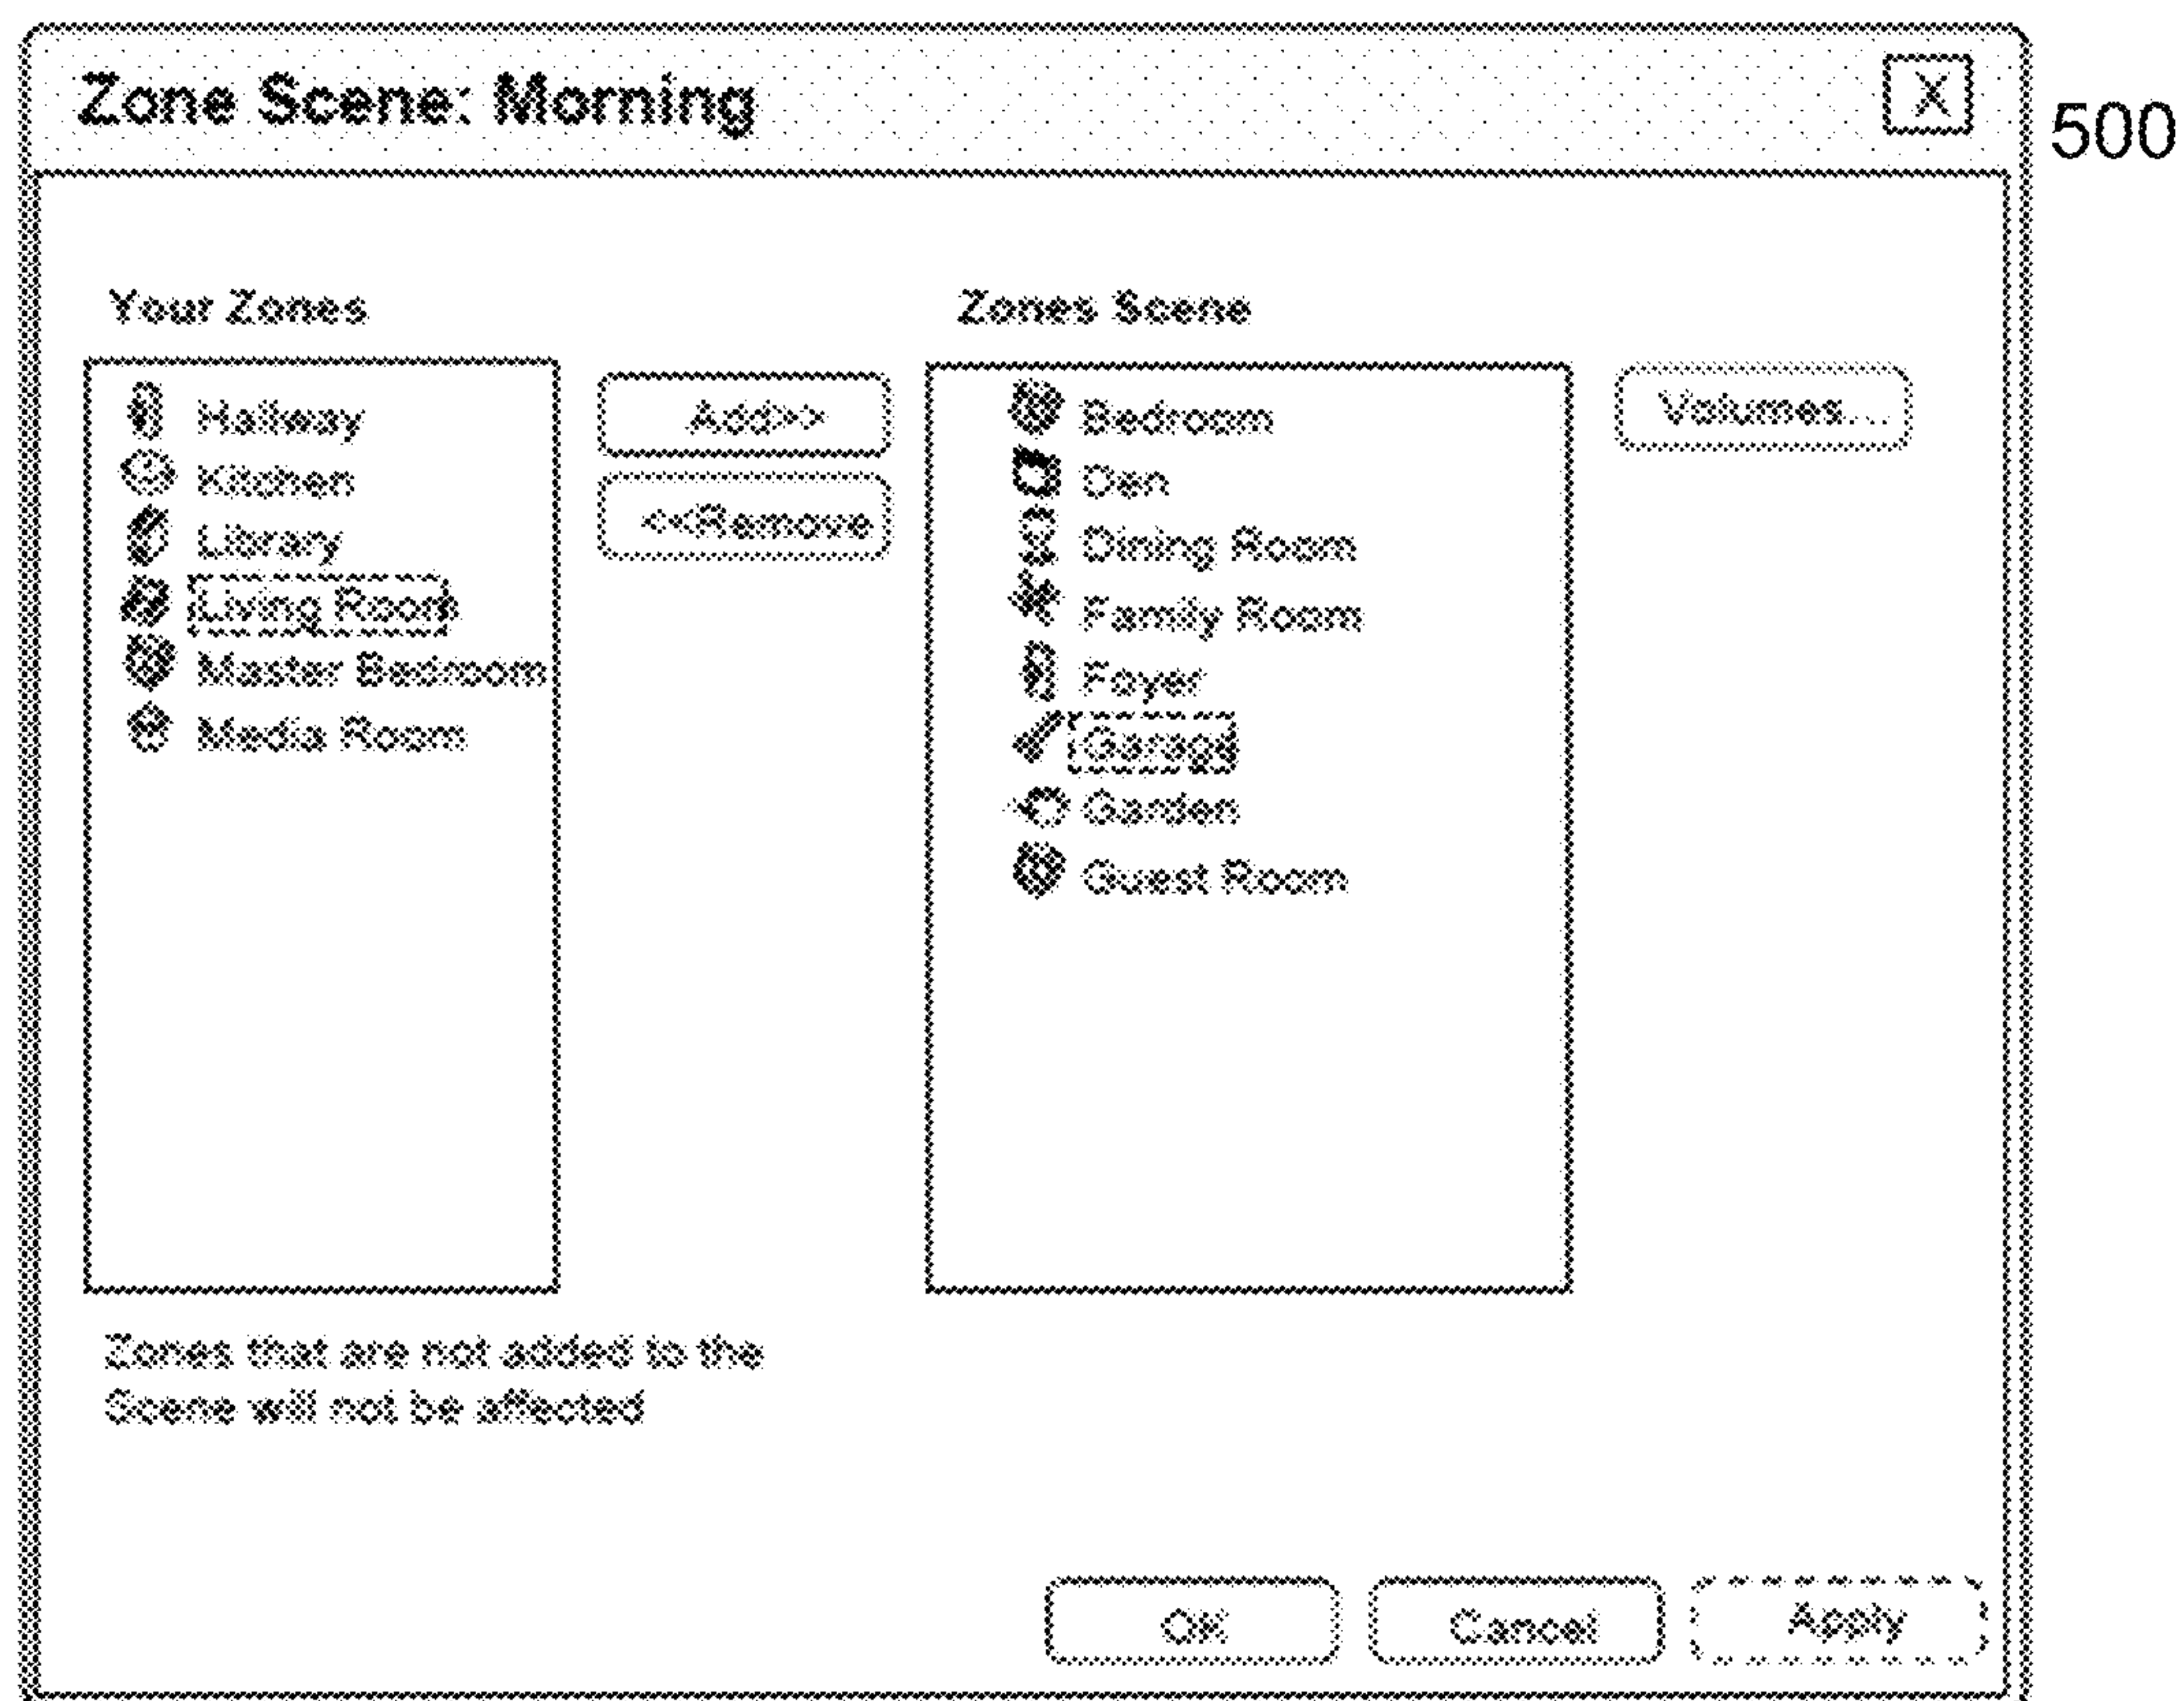 Zone Scene: Morning
X
500
Your Zones
Zones Scene
Hallway
Kitchen
Library
Living Room
Master Bedroom
Media Room
Add>>
<<Remove
Bedroom
Den
Dining Room
Family Room
Foyer
Garage
Garden
Guest Room
Volumes...
Zones that are not added to the
Scene will not be affected
OK
Cancel
Apply